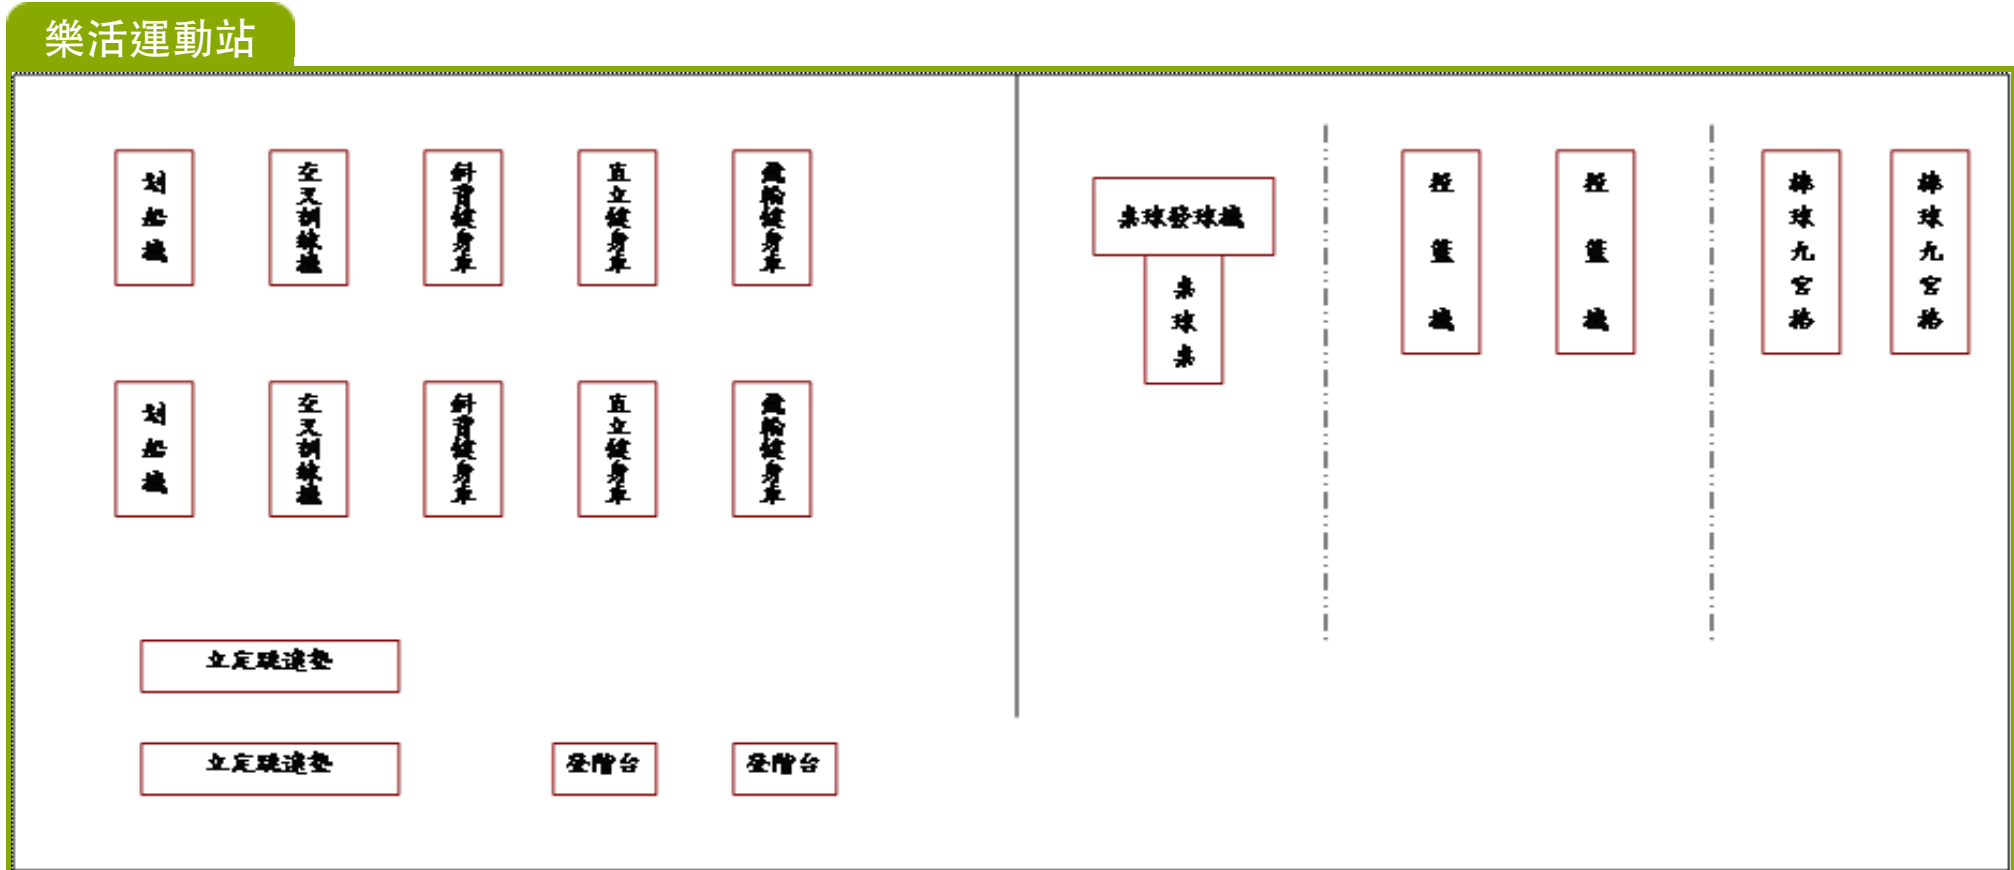 樂活運動站
划船機
交叉訓練機
斜背健身車
直立健身車
飛輪健身車
桌球發球機
桌球桌
投籃機
投籃機
棒球九宮格
棒球九宮格
划船機
交叉訓練機
斜背健身車
直立健身車
飛輪健身車
立定跳遠墊
立定跳遠墊
登階台
登階台